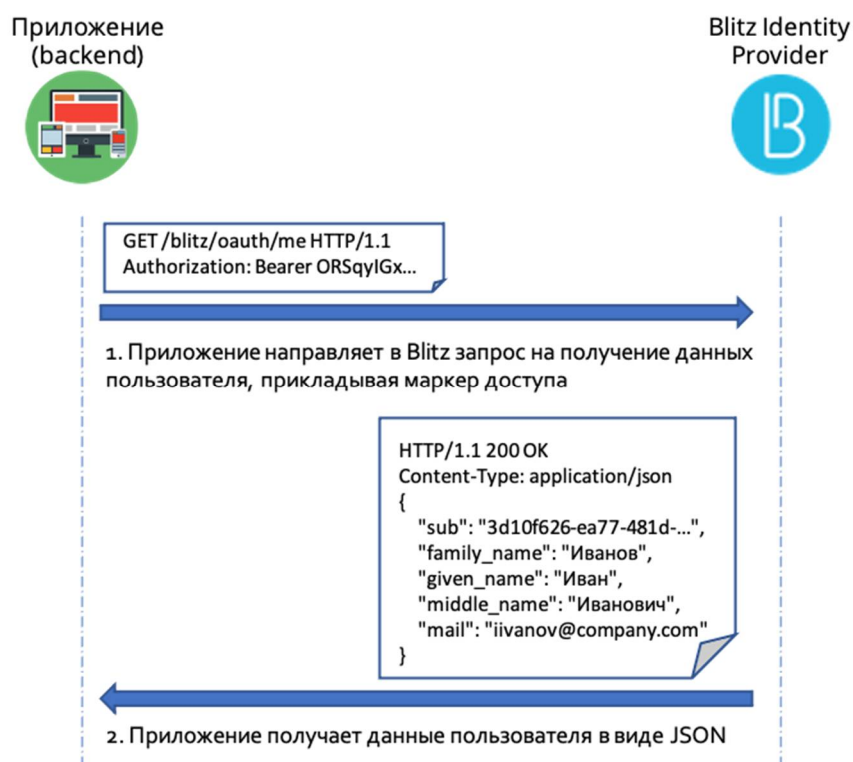 Приложение
(backend)
Blitz Identity
Provider
B
GET /blitz/oauth/me HTTP/1.1
Authorization: Bearer ORSqyIGx...
1. Приложение направляет в Blitz запрос на получение данных
пользователя, прикладывая маркер доступа
HTTP/1.1 200 OK
Content-Type: application/json
{
"sub": "3d10f626-ea77-481d-...",
"family_name": "Иванов",
"given_name": "Иван",
"middle_name": "Иванович",
"mail": "iivanov@company.com"
}
2. Приложение получает данные пользователя в виде JSON